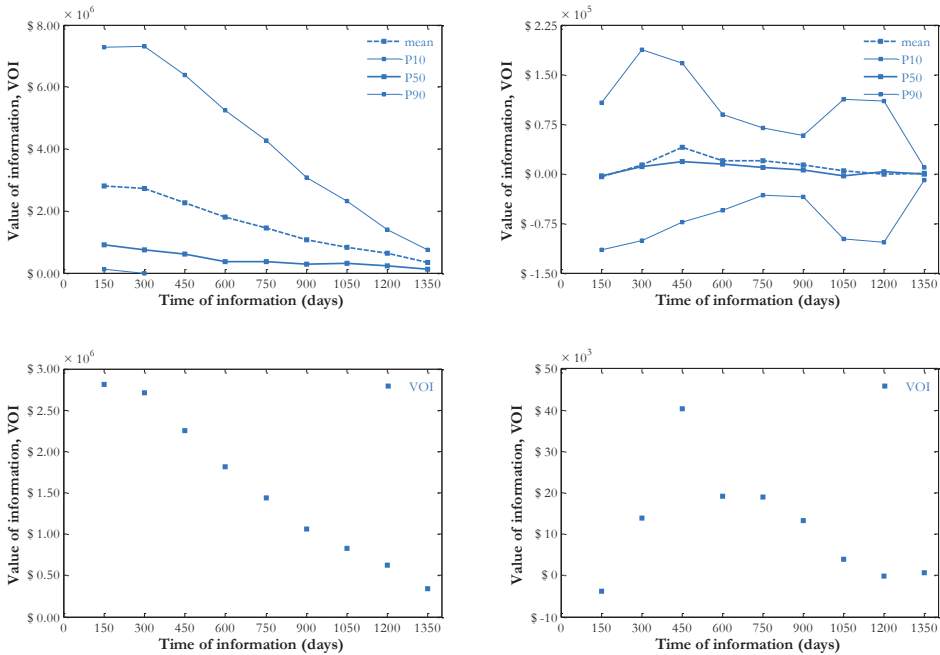 × 10⁶
$ 8.00
$ 6.00
$ 4.00
$ 2.00
$ 0.00
Value of information, VOI
mean
P10
P50
P90
0 150 300 450 600 750 900 1050 1200 1350
Time of information (days)
× 10⁵
$ 2.25
$ 1.50
$ 0.75
$ 0.00
$ -0.75
$ -1.50
Value of information, VOI
mean
P10
P50
P90
0 150 300 450 600 750 900 1050 1200 1350
Time of information (days)
× 10⁶
$ 3.00
$ 2.50
$ 2.00
$ 1.50
$ 1.00
$ 0.50
$ 0.00
Value of information, VOI
VOI
0 150 300 450 600 750 900 1050 1200 1350
Time of information (days)
× 10³
$ 50
$ 40
$ 30
$ 20
$ 10
$ 0
$ -10
Value of information, VOI
VOI
0 150 300 450 600 750 900 1050 1200 1350
Time of information (days)